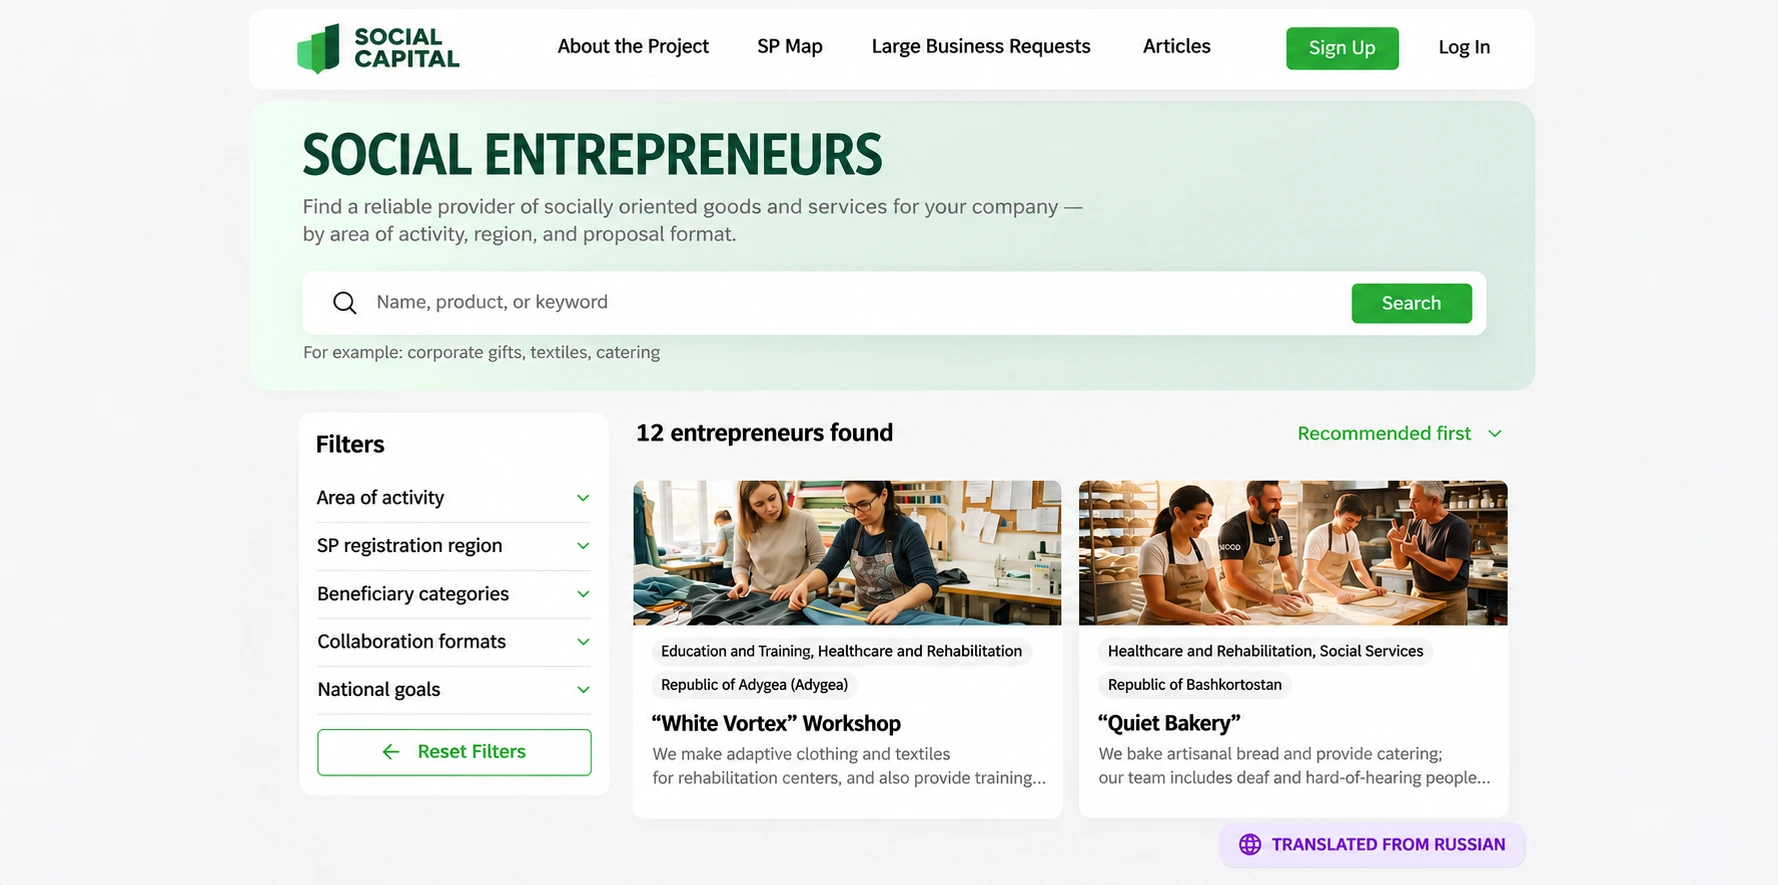 SOCIAL
CAPITAL
About the Project
SP Map
Large Business Requests
Articles
Sign Up
Log In
SOCIAL ENTREPRENEURS
Find a reliable provider of socially oriented goods and services for your company —
by area of activity, region, and proposal format.
Name, product, or keyword
Search
For example: corporate gifts, textiles, catering
Filters
Area of activity
SP registration region
Beneficiary categories
Collaboration formats
National goals
Reset Filters
12 entrepreneurs found
Recommended first
Education and Training, Healthcare and Rehabilitation
Republic of Adygea (Adygea)
“White Vortex” Workshop
We make adaptive clothing and textiles
for rehabilitation centers, and also provide training...
Healthcare and Rehabilitation, Social Services
Republic of Bashkortostan
“Quiet Bakery”
We bake artisanal bread and provide catering;
our team includes deaf and hard-of-hearing people...
TRANSLATED FROM RUSSIAN